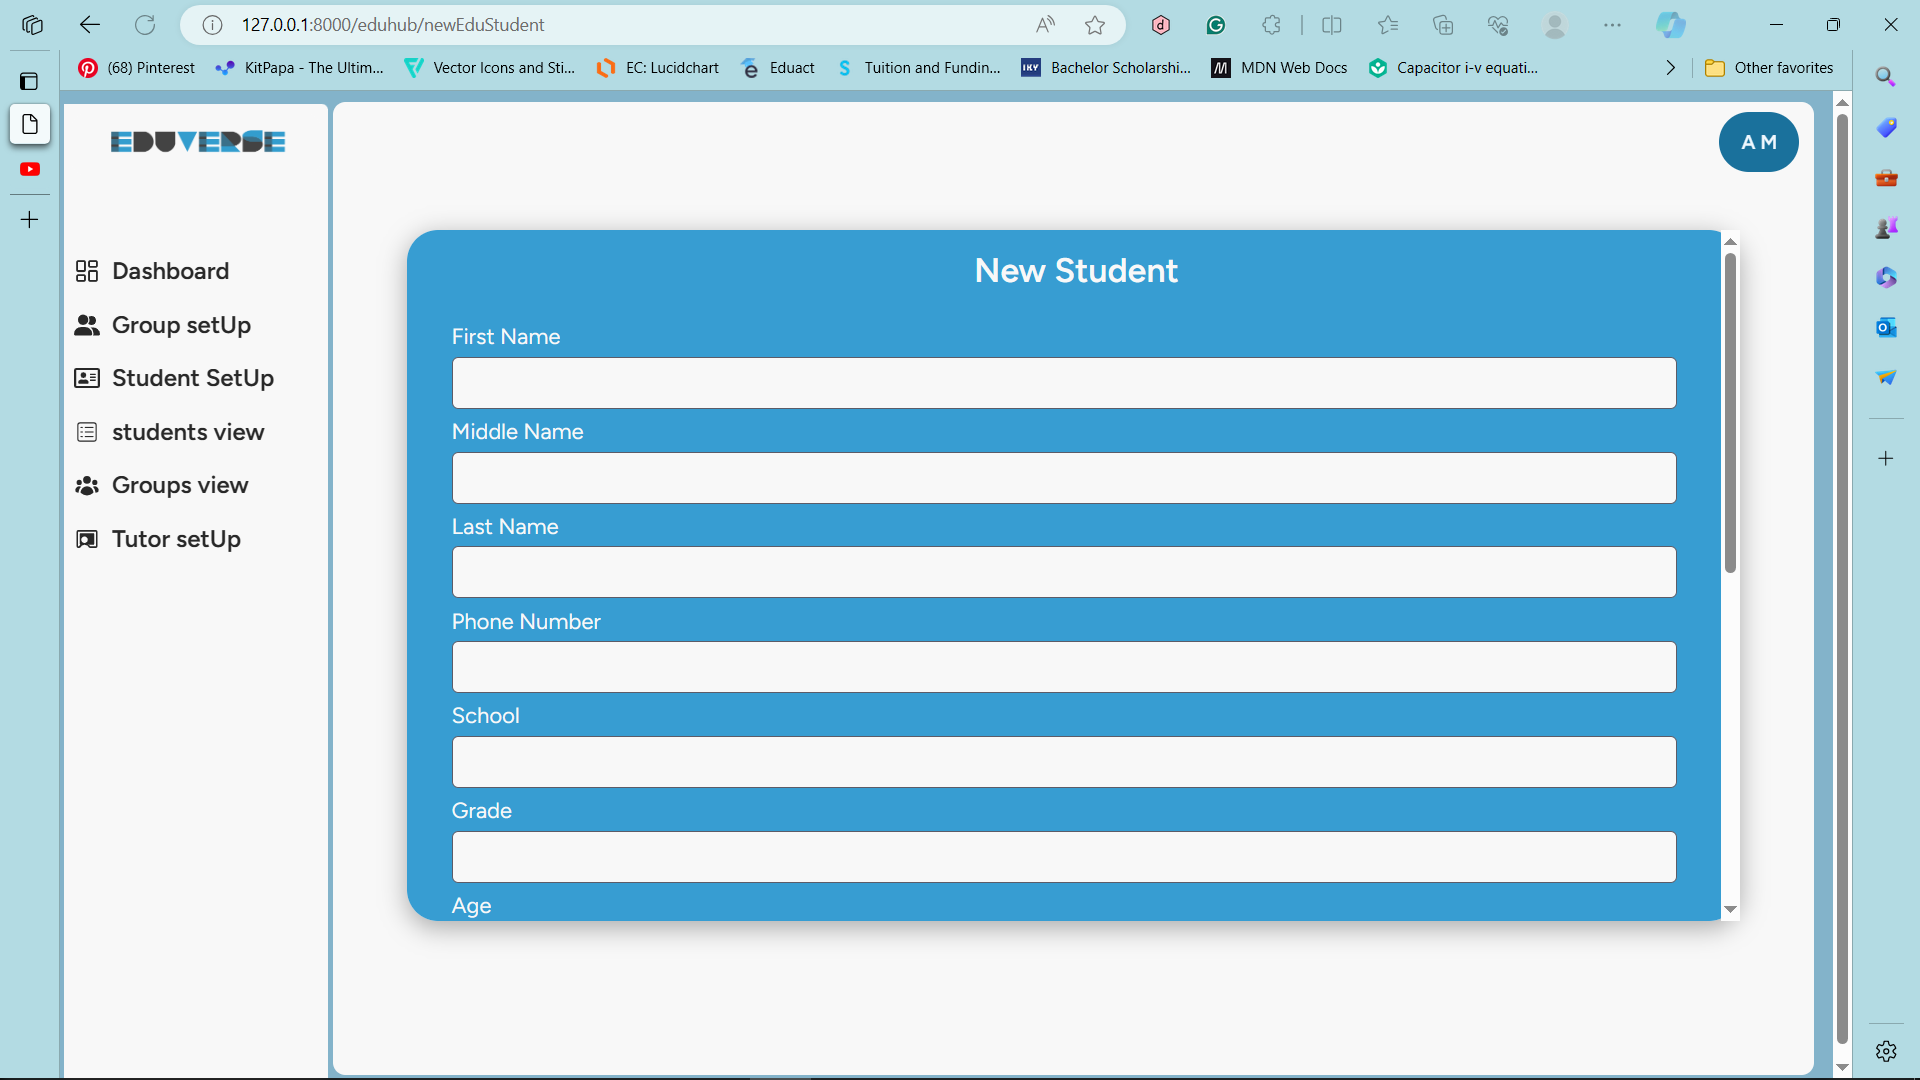 127.0.0.1:8000/eduhub/newEduStudent
(68) Pinterest
KitPapa - The Ultim...
Vector Icons and Sti...
EC: Lucidchart
Eduact
Tuition and Fundin...
IKY
Bachelor Scholarshi...
MDN Web Docs
Capacitor i-v equati...
Other favorites
EDUVERSE
A M
Dashboard
Group setUp
Student SetUp
students view
Groups view
Tutor setUp
New Student
First Name
Middle Name
Last Name
Phone Number
School
Grade
Age